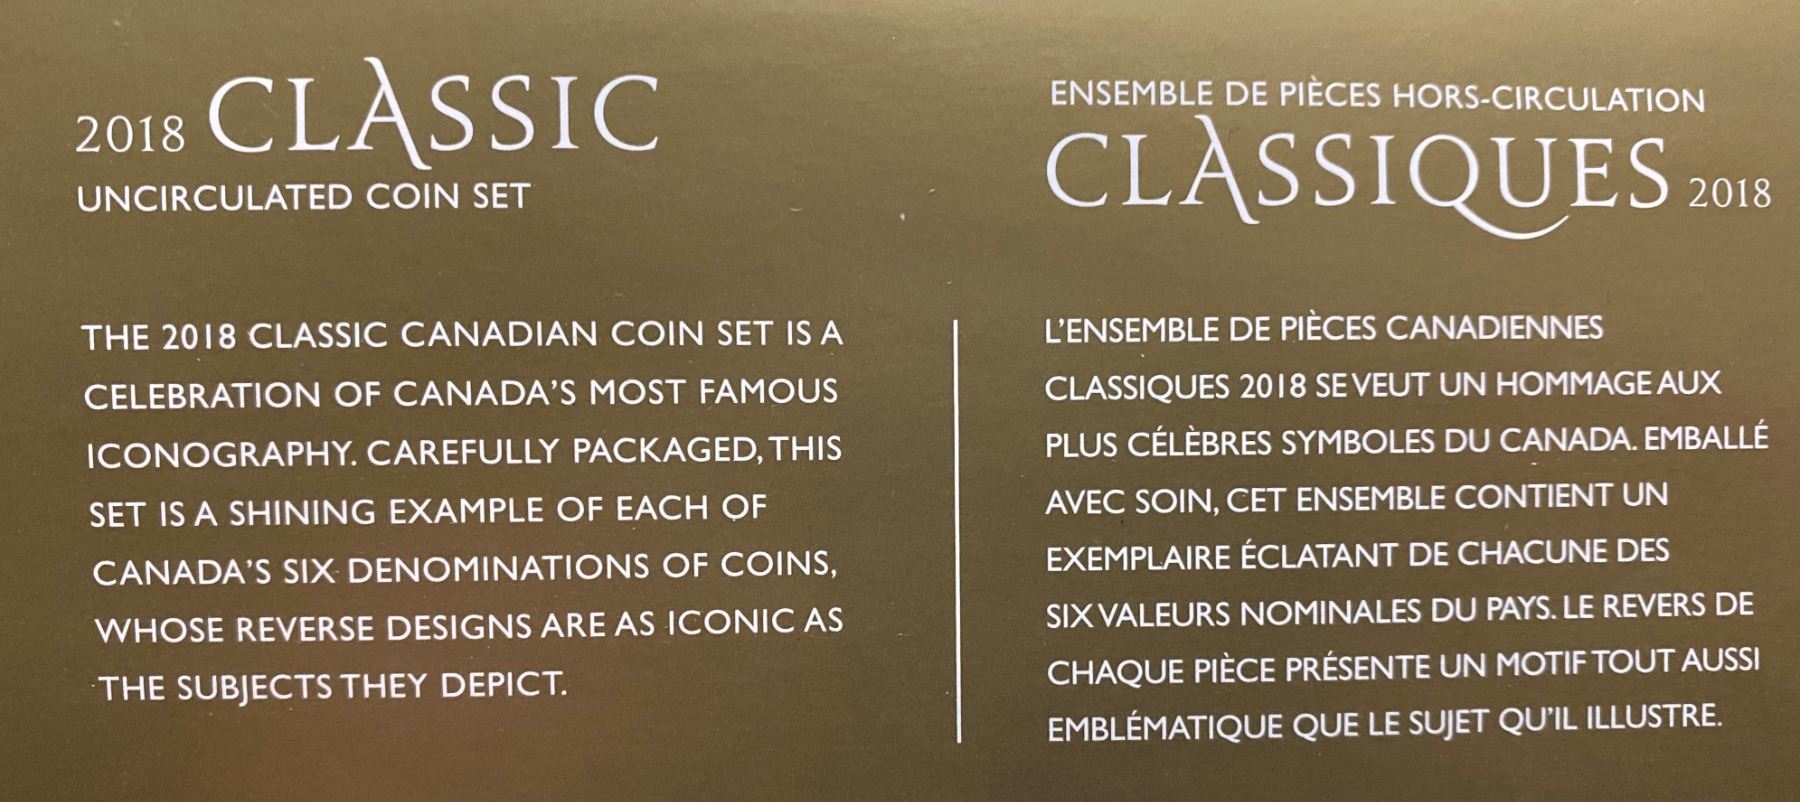 2018 CLASSIC
UNCIRCULATED COIN SET
THE 2018 CLASSIC CANADIAN COIN SET IS A
CELEBRATION OF CANADA'S MOST FAMOUS
ICONOGRAPHY. CAREFULLY PACKAGED, THIS
SET IS A SHINING EXAMPLE OF EACH OF
CANADA'S SIX DENOMINATIONS OF COINS,
WHOSE REVERSE DESIGNS ARE AS ICONIC AS
THE SUBJECTS THEY DEPICT.
ENSEMBLE DE PIÈCES HORS-CIRCULATION
CLASSIQUES 2018
L'ENSEMBLE DE PIÈCES CANADIENNES
CLASSIQUES 2018 SE VEUT UN HOMMAGE AUX
PLUS CÉLÈBRES SYMBOLES DU CANADA. EMBALLÉ
AVEC SOIN, CET ENSEMBLE CONTIENT UN
EXEMPLAIRE ÉCLATANT DE CHACUNE DES
SIX VALEURS NOMINALES DU PAYS. LE REVERS DE
CHAQUE PIÈCE PRÉSENTE UN MOTIF TOUT AUSSI
EMBLÉMATIQUE QUE LE SUJET QU'IL ILLUSTRE.